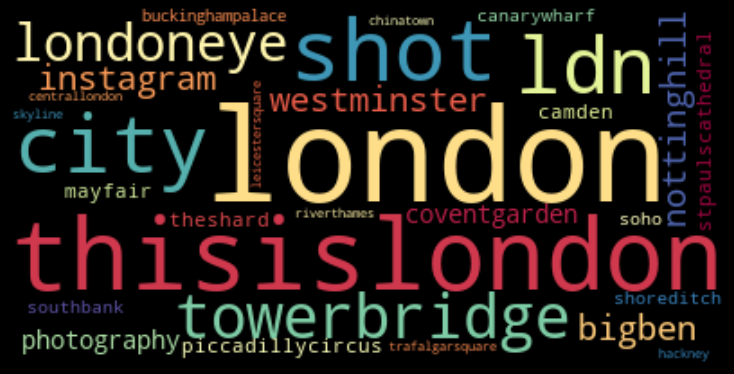 buckinghampalace
chinatown
canarywharf
londoneye
shot
ldn
nottinghill
stpaulscathedral
instagram
centrallondon
leicestersquare
westminster
camden
skyline
city
london
mayfair
theshard
riverthames
coventgarden
soho
thisislondon
southbank
towerbridge
shoreditch
photography
piccadillycircus
trafalgarsquare
bigben
hackney